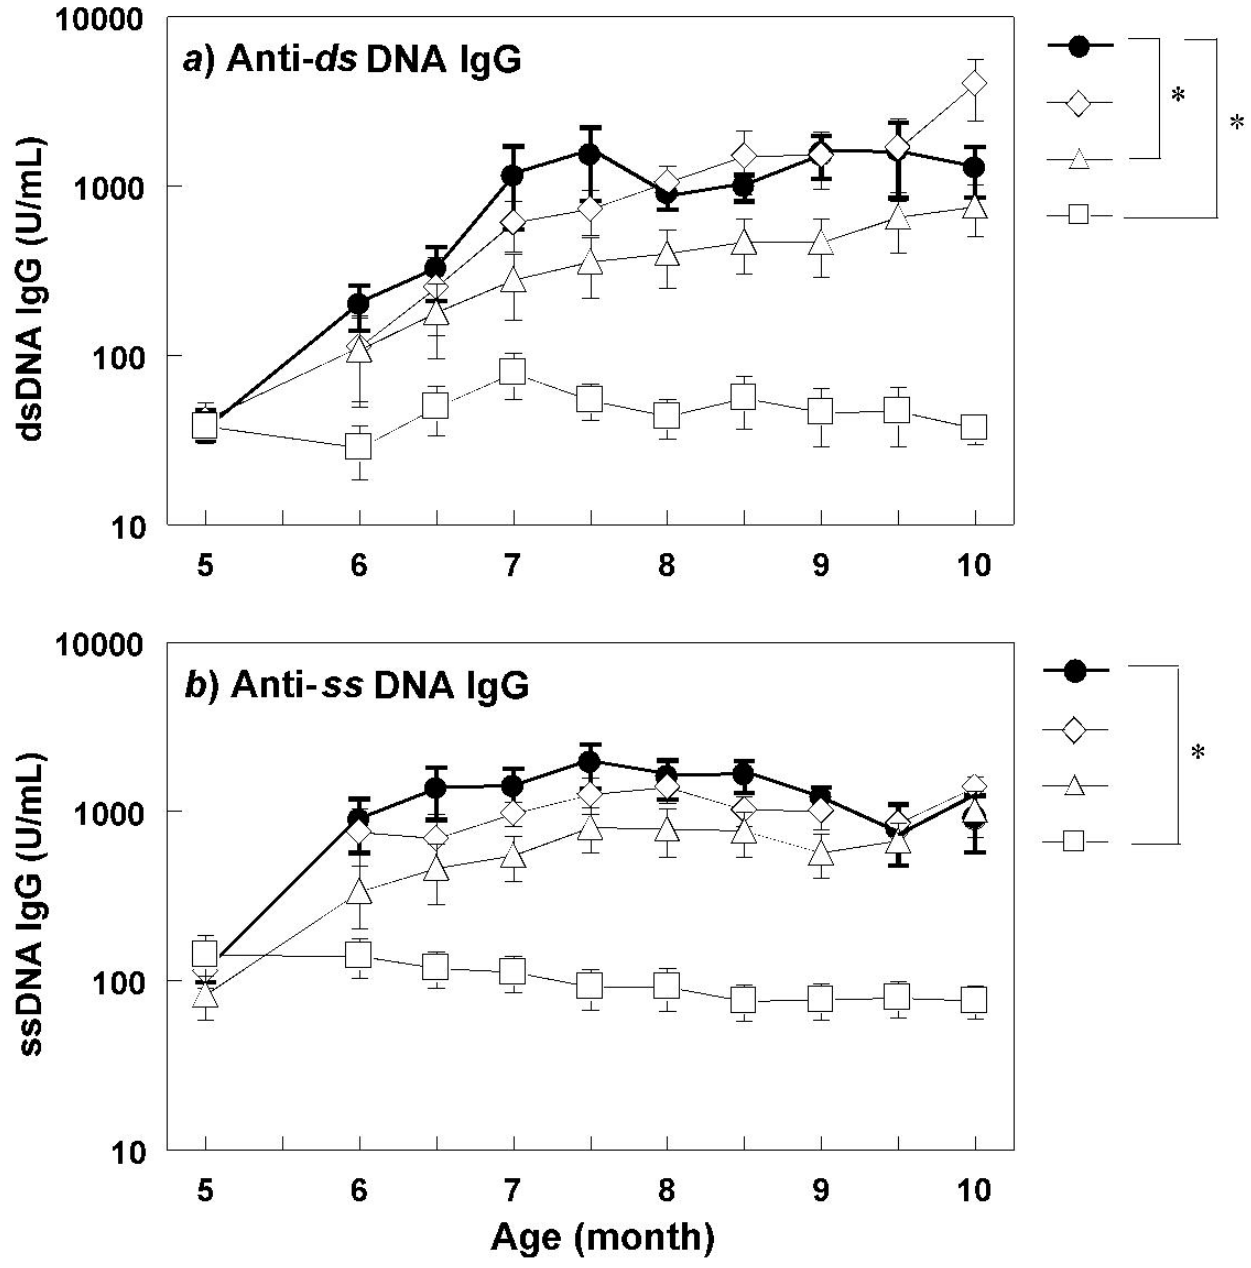 10000
a) Anti-ds DNA IgG
1000
100
10
dsDNA IgG (U/mL)
5 6 7 8 9 10
*
*
10000
b) Anti-ss DNA IgG
1000
100
10
ssDNA IgG (U/mL)
5 6 7 8 9 10
Age (month)
*